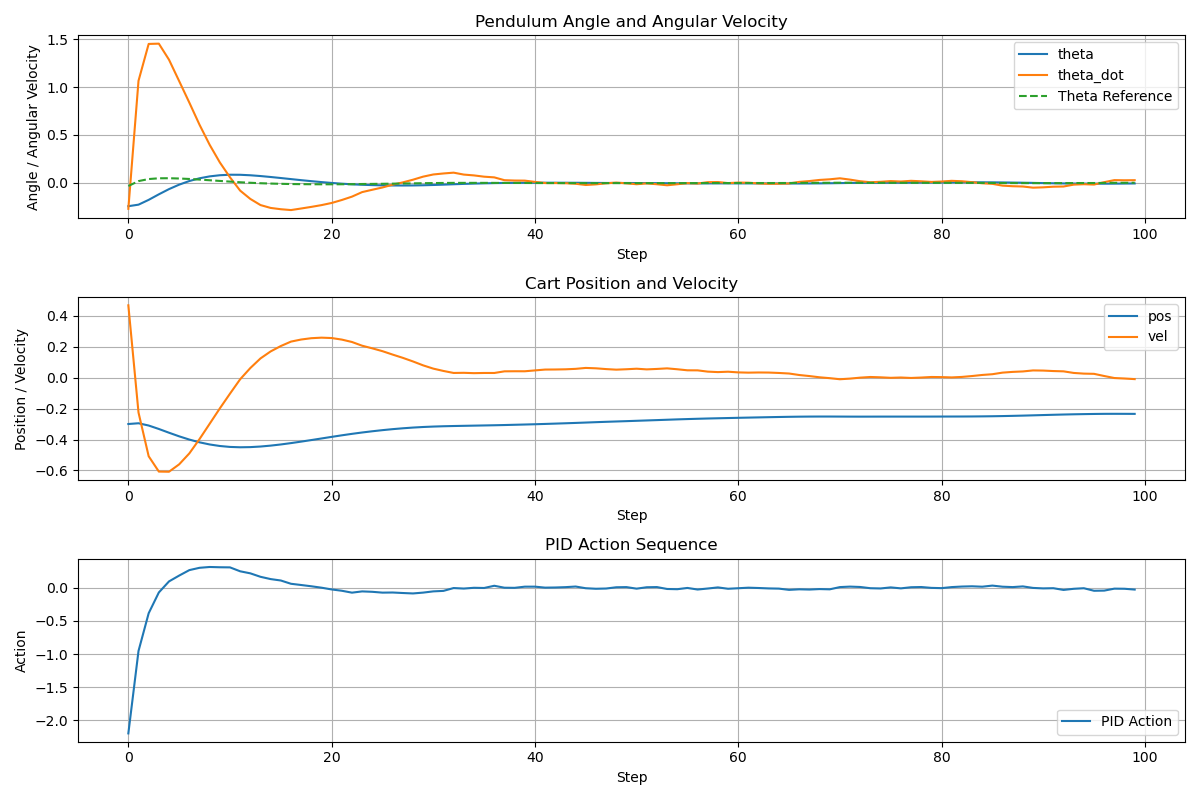 Pendulum Angle and Angular Velocity
Angle / Angular Velocity
1.5
1.0
0.5
0.0
theta
theta_dot
Theta Reference
0 20 40 60 80 100
Step
Cart Position and Velocity
Position / Velocity
0.4
0.2
0.0
−0.2
−0.4
−0.6
pos
vel
0 20 40 60 80 100
Step
PID Action Sequence
Action
0.0
−0.5
−1.0
−1.5
−2.0
PID Action
0 20 40 60 80 100
Step